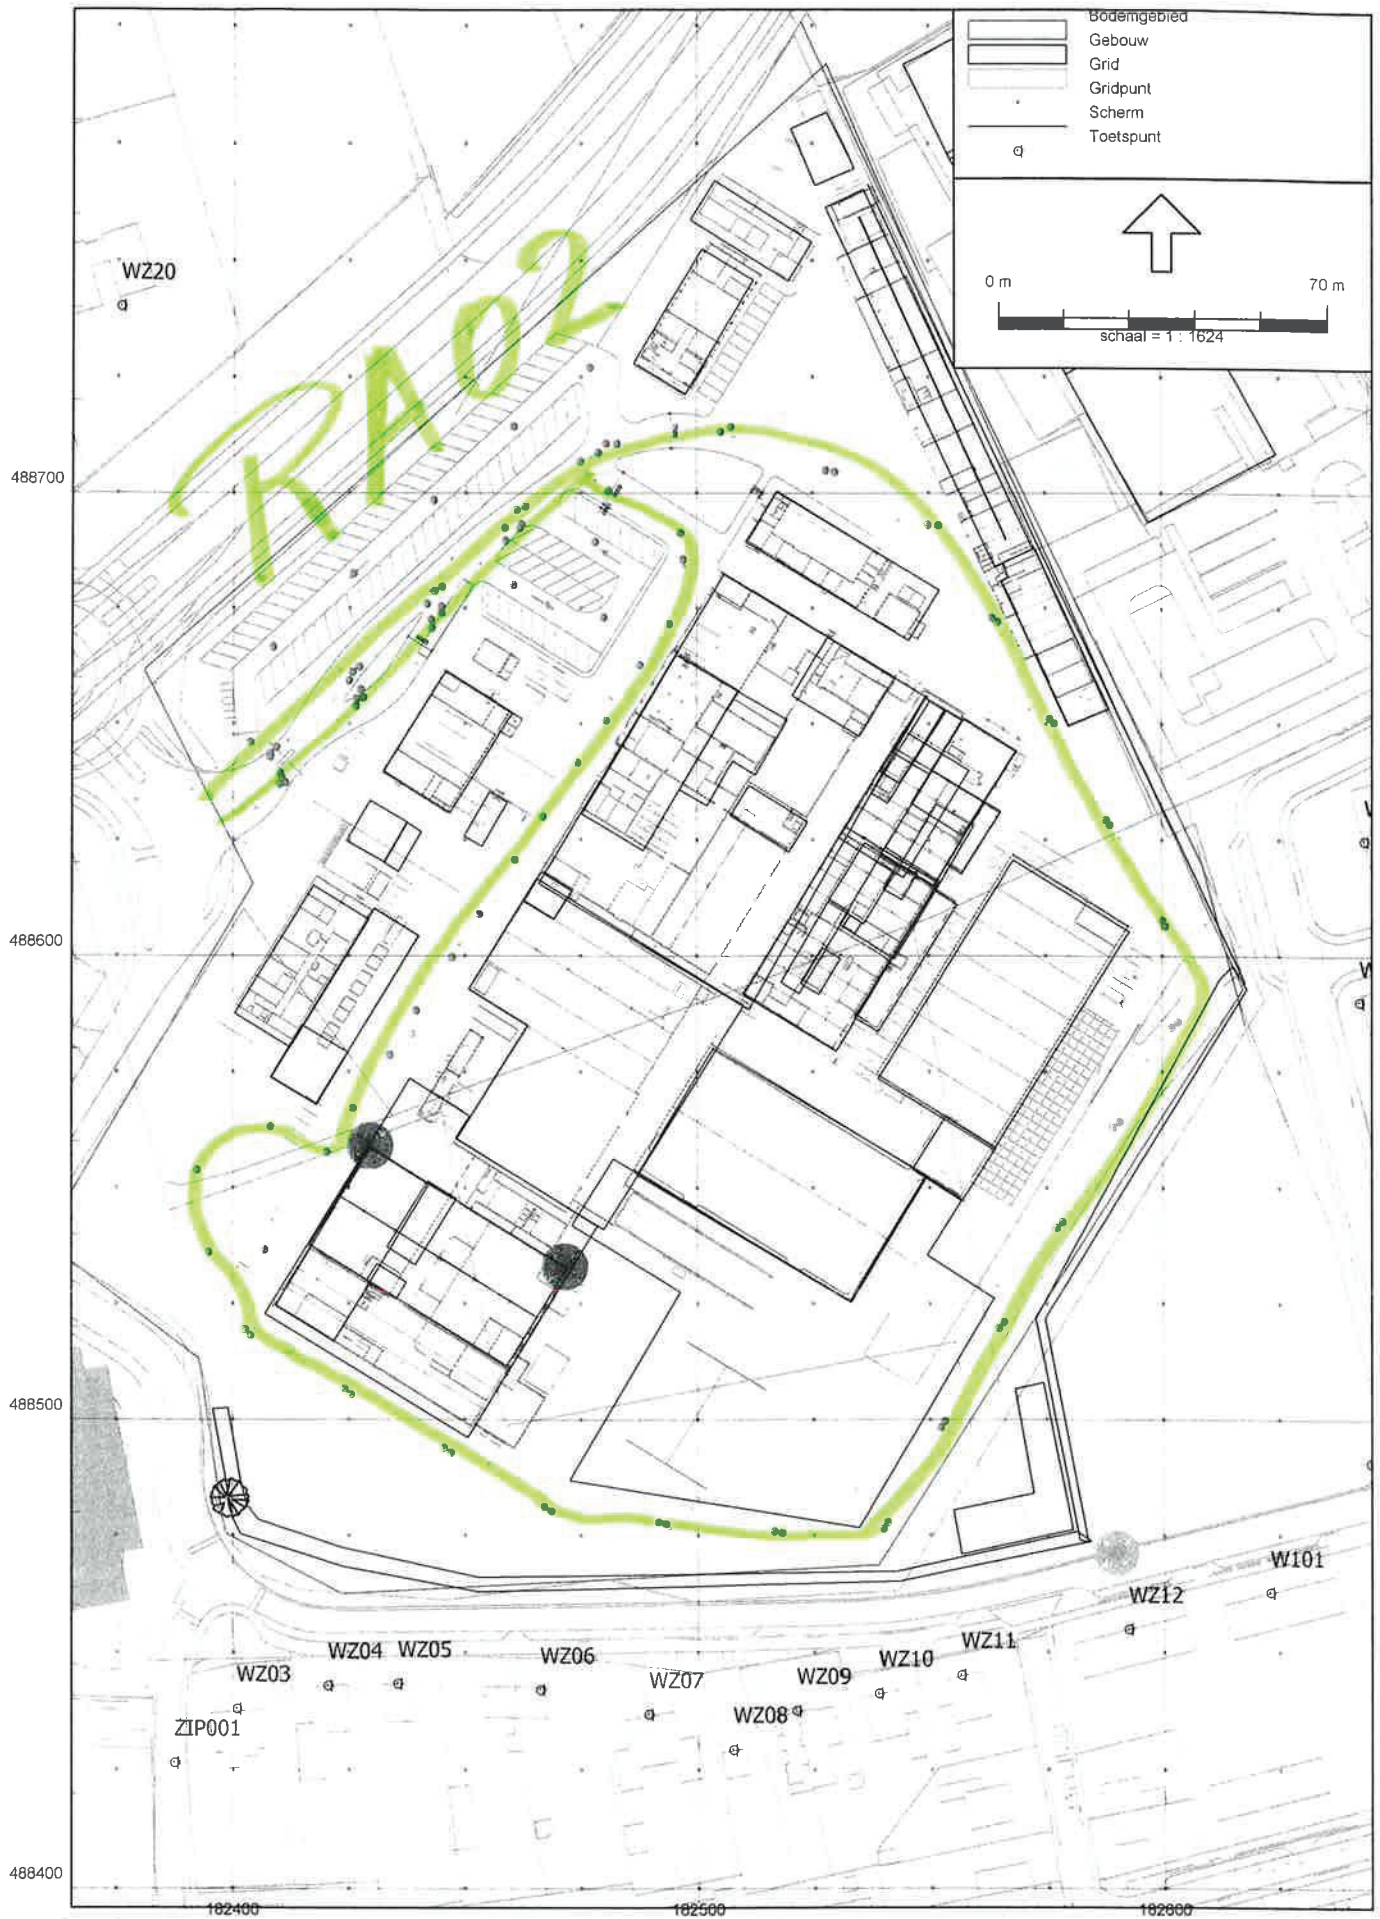 Bodemgebied
Gebouw
Grid
Gridpunt
Scherm
Toetspunt
0 m 70 m
schaal = 1 : 1624
WZ20
RA02
488700
488600
488500
W101
WZ12
WZ11
WZ10
WZ09
WZ08
WZ07
WZ06
WZ04 WZ05
WZ03
ZIP001
488400
182400 182500 182600